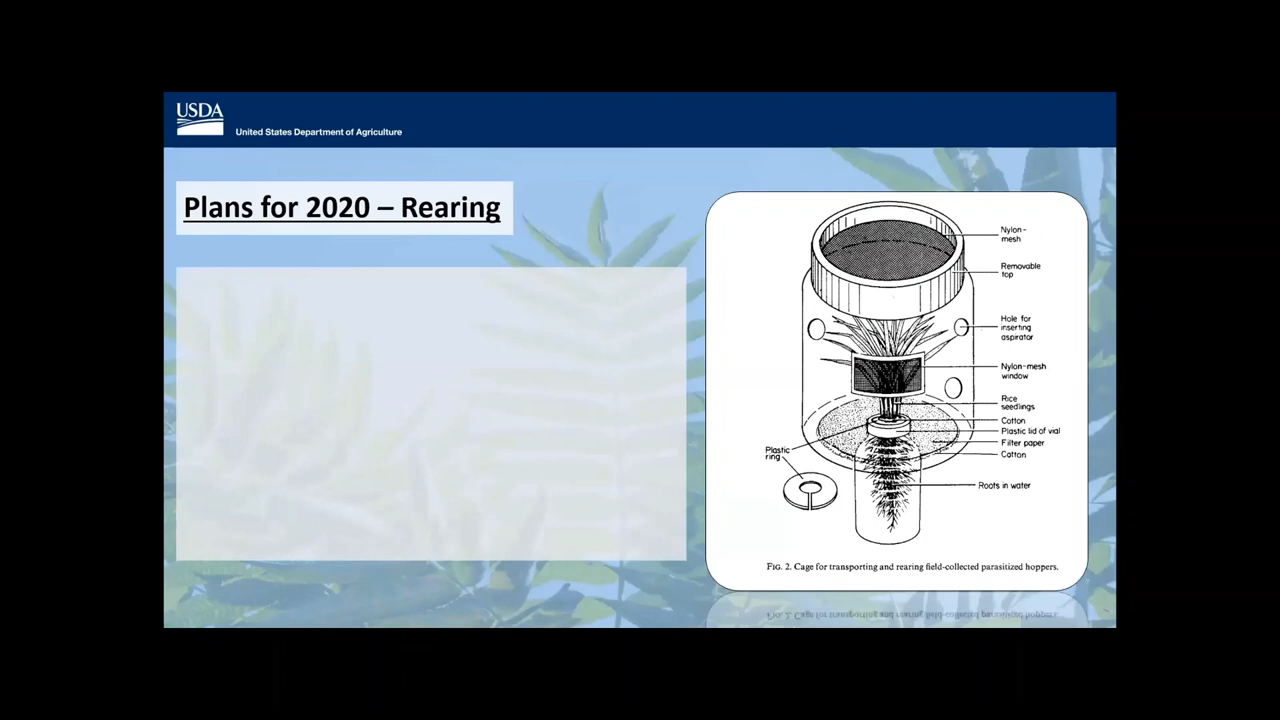 USDA
United States Department of Agriculture
Plans for 2020 – Rearing
Nylon-
mesh
Removable
top
Hole for
inserting
aspirator
Nylon-mesh
window
Rice
seedlings
Cotton
Plastic lid of vial
Filter paper
Cotton
Plastic
ring
Roots in water
FIG. 2. Cage for transporting and rearing field-collected parasitized hoppers.